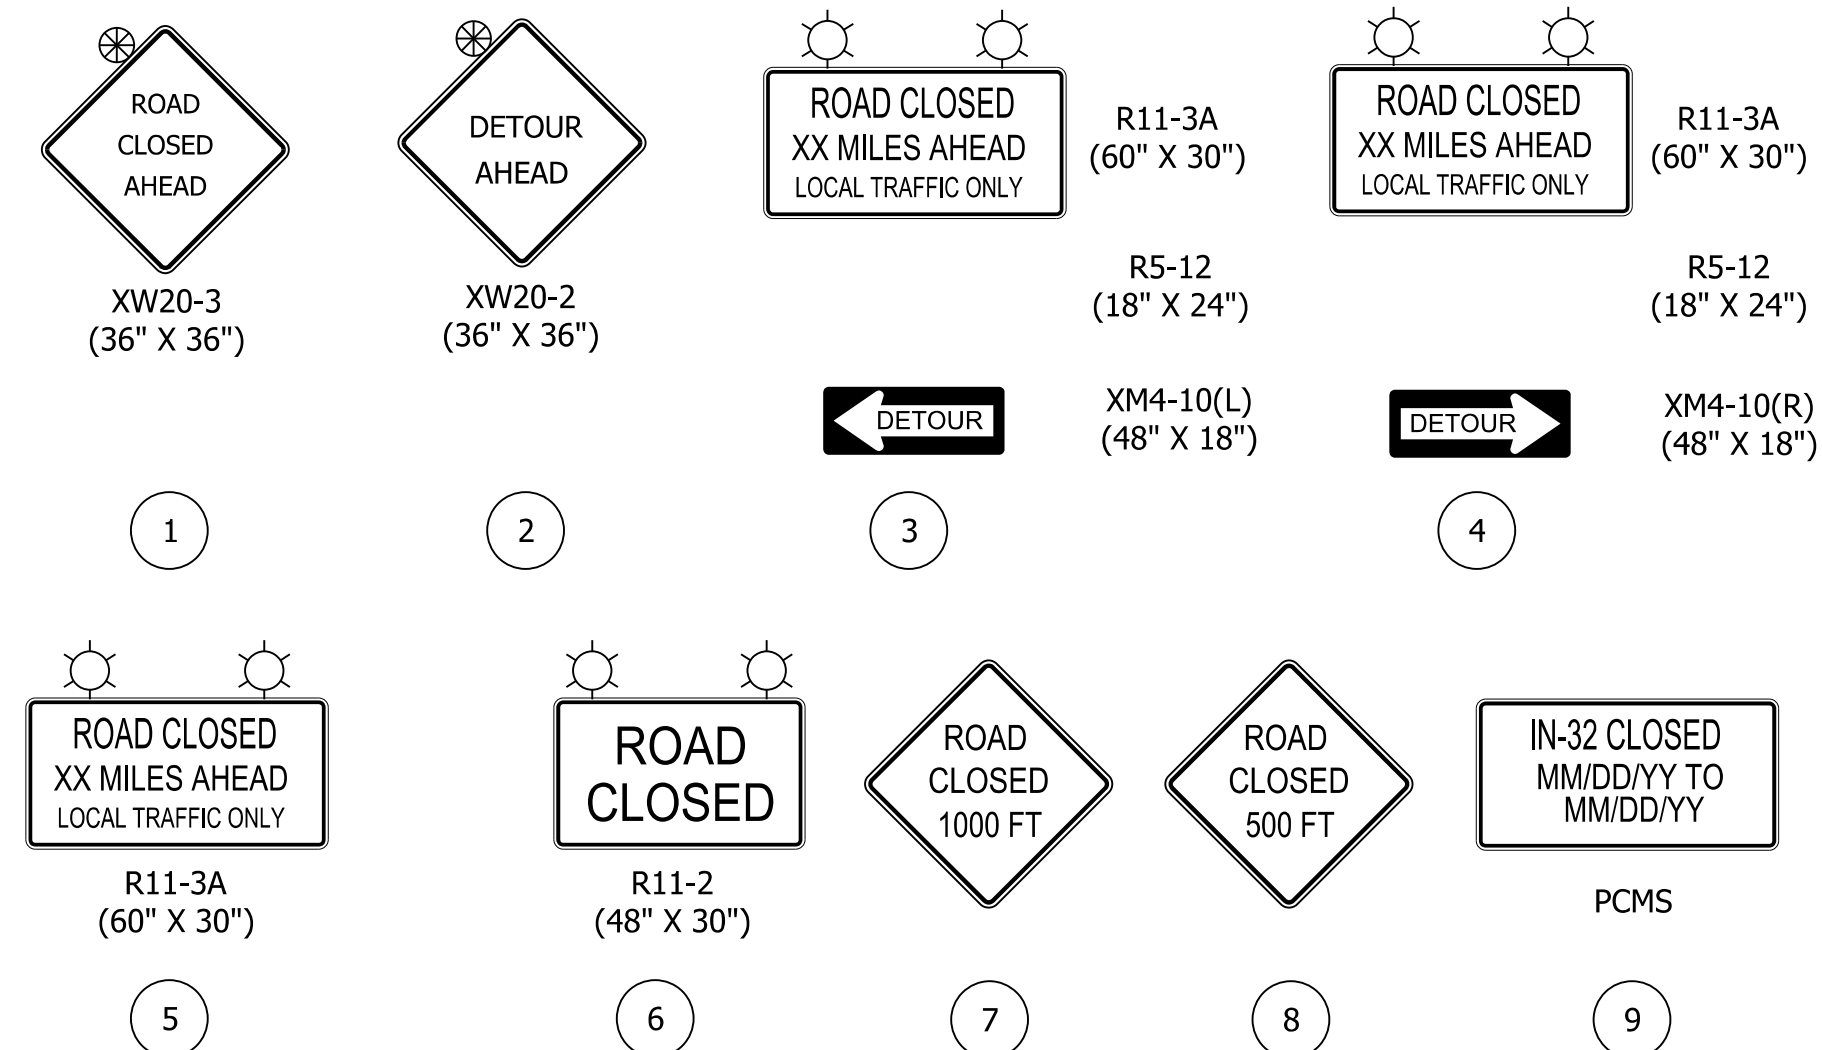 ROAD
CLOSED
AHEAD
XW20-3
(36" X 36")
1
DETOUR
AHEAD
XW20-2
(36" X 36")
2
ROAD CLOSED
XX MILES AHEAD
LOCAL TRAFFIC ONLY
R11-3A
(60" X 30")
R5-12
(18" X 24")
DETOUR
XM4-10(L)
(48" X 18")
3
ROAD CLOSED
XX MILES AHEAD
LOCAL TRAFFIC ONLY
R11-3A
(60" X 30")
R5-12
(18" X 24")
DETOUR
XM4-10(R)
(48" X 18")
4
ROAD CLOSED
XX MILES AHEAD
LOCAL TRAFFIC ONLY
R11-3A
(60" X 30")
5
ROAD
CLOSED
R11-2
(48" X 30")
6
ROAD
CLOSED
1000 FT
7
ROAD
CLOSED
500 FT
8
IN-32 CLOSED
MM/DD/YY TO
MM/DD/YY
PCMS
9